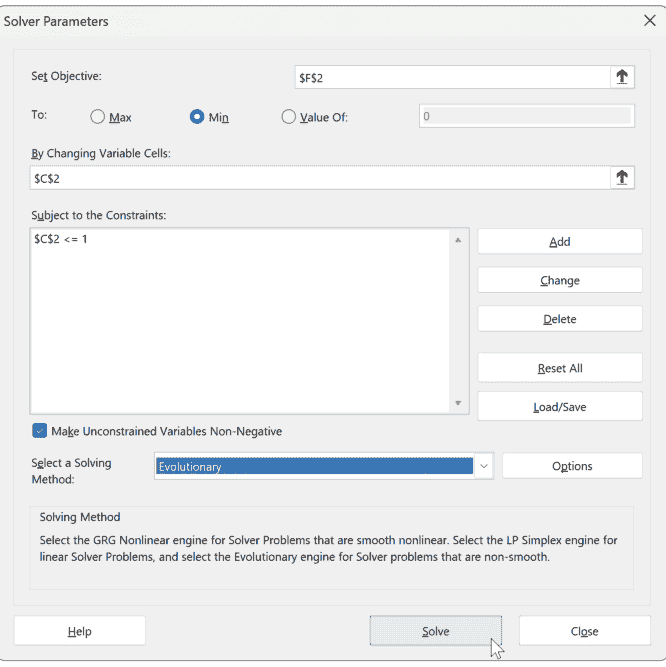 Solver Parameters
Set Objective:
$F$2
To:
Max
Min
Value Of:
0
By Changing Variable Cells:
$C$2
Subject to the Constraints:
$C$2 <= 1
Add
Change
Delete
Reset All
Load/Save
Make Unconstrained Variables Non-Negative
Select a Solving
Method:
Evolutionary
Options
Solving Method
Select the GRG Nonlinear engine for Solver Problems that are smooth nonlinear. Select the LP Simplex engine for
linear Solver Problems, and select the Evolutionary engine for Solver problems that are non-smooth.
Help
Solve
Close